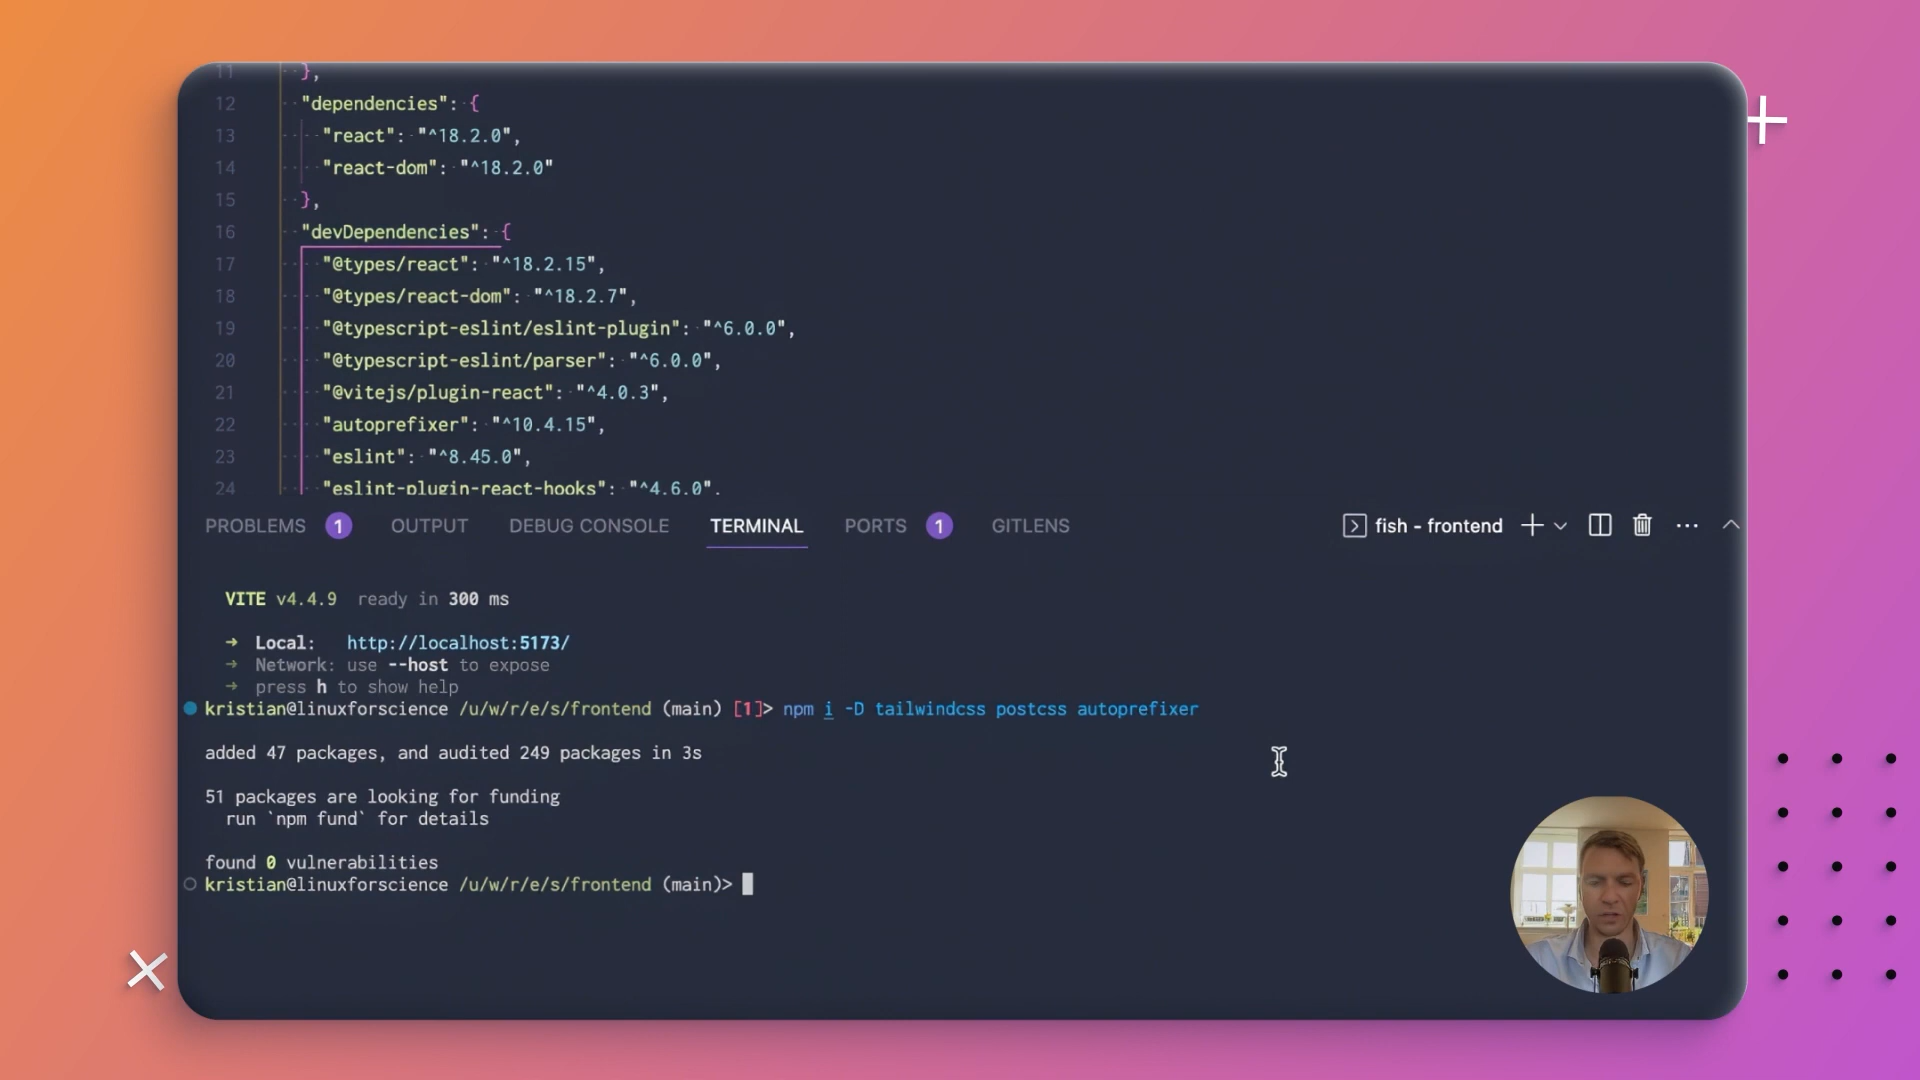 11 },
12 "dependencies": {
13 "react": "^18.2.0",
14 "react-dom": "^18.2.0"
15 },
16 "devDependencies": {
17 "@types/react": "^18.2.15",
18 "@types/react-dom": "^18.2.7",
19 "@typescript-eslint/eslint-plugin": "^6.0.0",
20 "@typescript-eslint/parser": "^6.0.0",
21 "@vitejs/plugin-react": "^4.0.3",
22 "autoprefixer": "^10.4.15",
23 "eslint": "^8.45.0",
24 "eslint-plugin-react-hooks": "^4.6.0",
PROBLEMS 1 OUTPUT DEBUG CONSOLE TERMINAL PORTS 1 GITLENS fish - frontend
VITE v4.4.9 ready in 300 ms
➜ Local: http://localhost:5173/
➜ Network: use --host to expose
➜ press h to show help
kristian@linuxforscience /u/w/r/e/s/frontend (main) [1]> npm i -D tailwindcss postcss autoprefixer
added 47 packages, and audited 249 packages in 3s
51 packages are looking for funding
run `npm fund` for details
found 0 vulnerabilities
kristian@linuxforscience /u/w/r/e/s/frontend (main)>